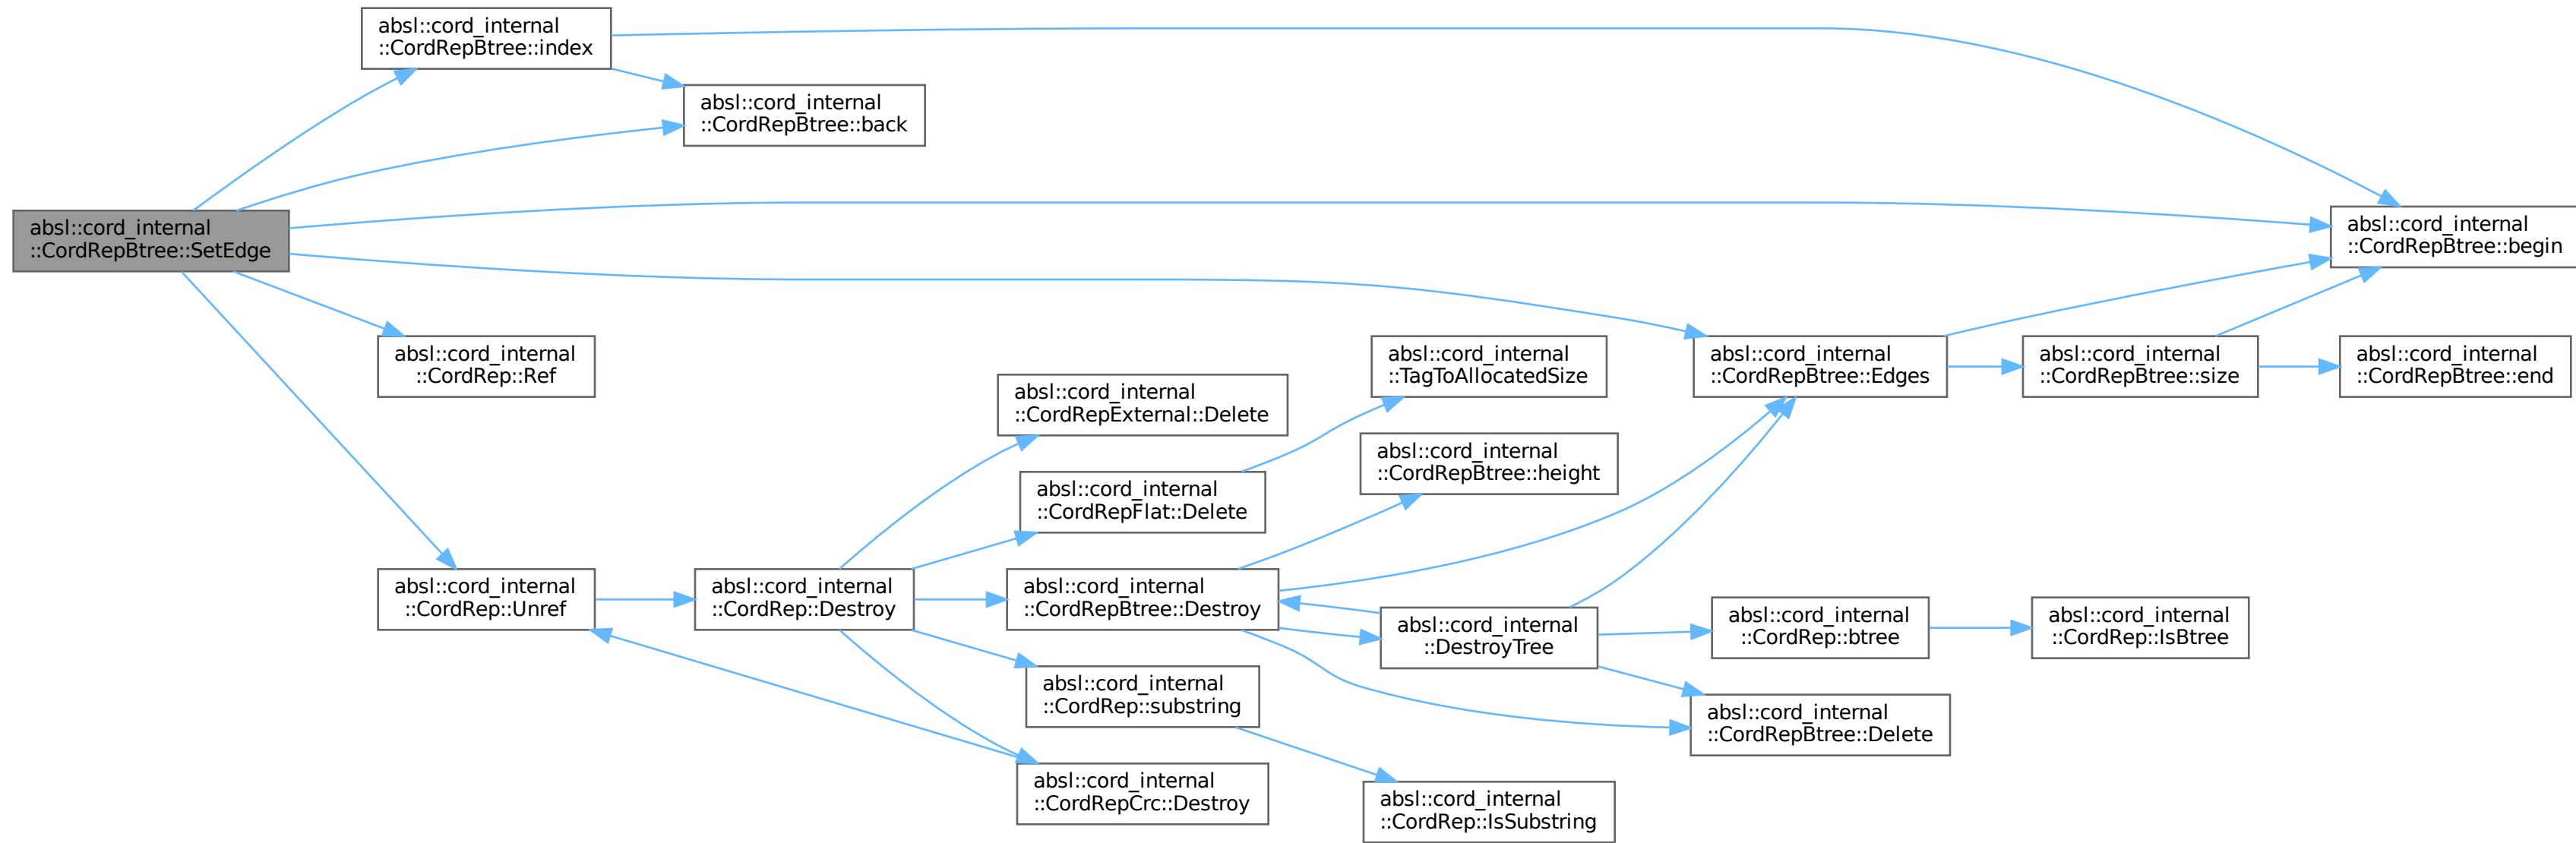 absl::cord_internal
::CordRepBtree::index
absl::cord_internal
::CordRepBtree::back
absl::cord_internal
::CordRepBtree::SetEdge
absl::cord_internal
::CordRepBtree::begin
absl::cord_internal
::CordRep::Ref
absl::cord_internal
::TagToAllocatedSize
absl::cord_internal
::CordRepBtree::Edges
absl::cord_internal
::CordRepBtree::size
absl::cord_internal
::CordRepBtree::end
absl::cord_internal
::CordRepExternal::Delete
absl::cord_internal
::CordRepBtree::height
absl::cord_internal
::CordRepFlat::Delete
absl::cord_internal
::CordRep::Unref
absl::cord_internal
::CordRep::Destroy
absl::cord_internal
::CordRepBtree::Destroy
absl::cord_internal
::DestroyTree
absl::cord_internal
::CordRep::btree
absl::cord_internal
::CordRep::IsBtree
absl::cord_internal
::CordRep::substring
absl::cord_internal
::CordRepBtree::Delete
absl::cord_internal
::CordRepCrc::Destroy
absl::cord_internal
::CordRep::IsSubstring